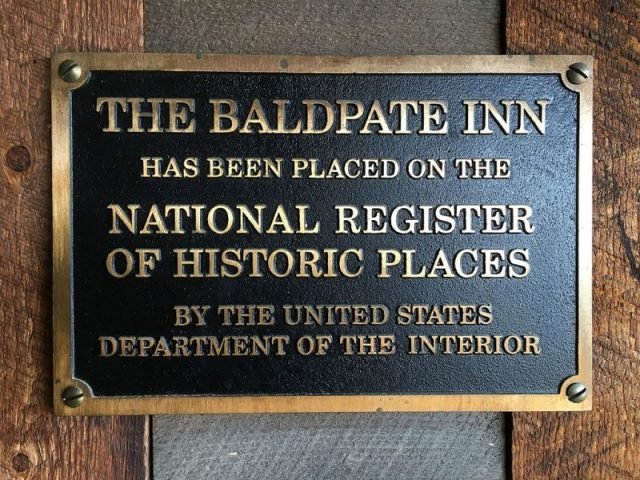 THE BALDPATE INN
HAS BEEN PLACED ON THE
NATIONAL REGISTER
OF HISTORIC PLACES
BY THE UNITED STATES
DEPARTMENT OF THE INTERIOR